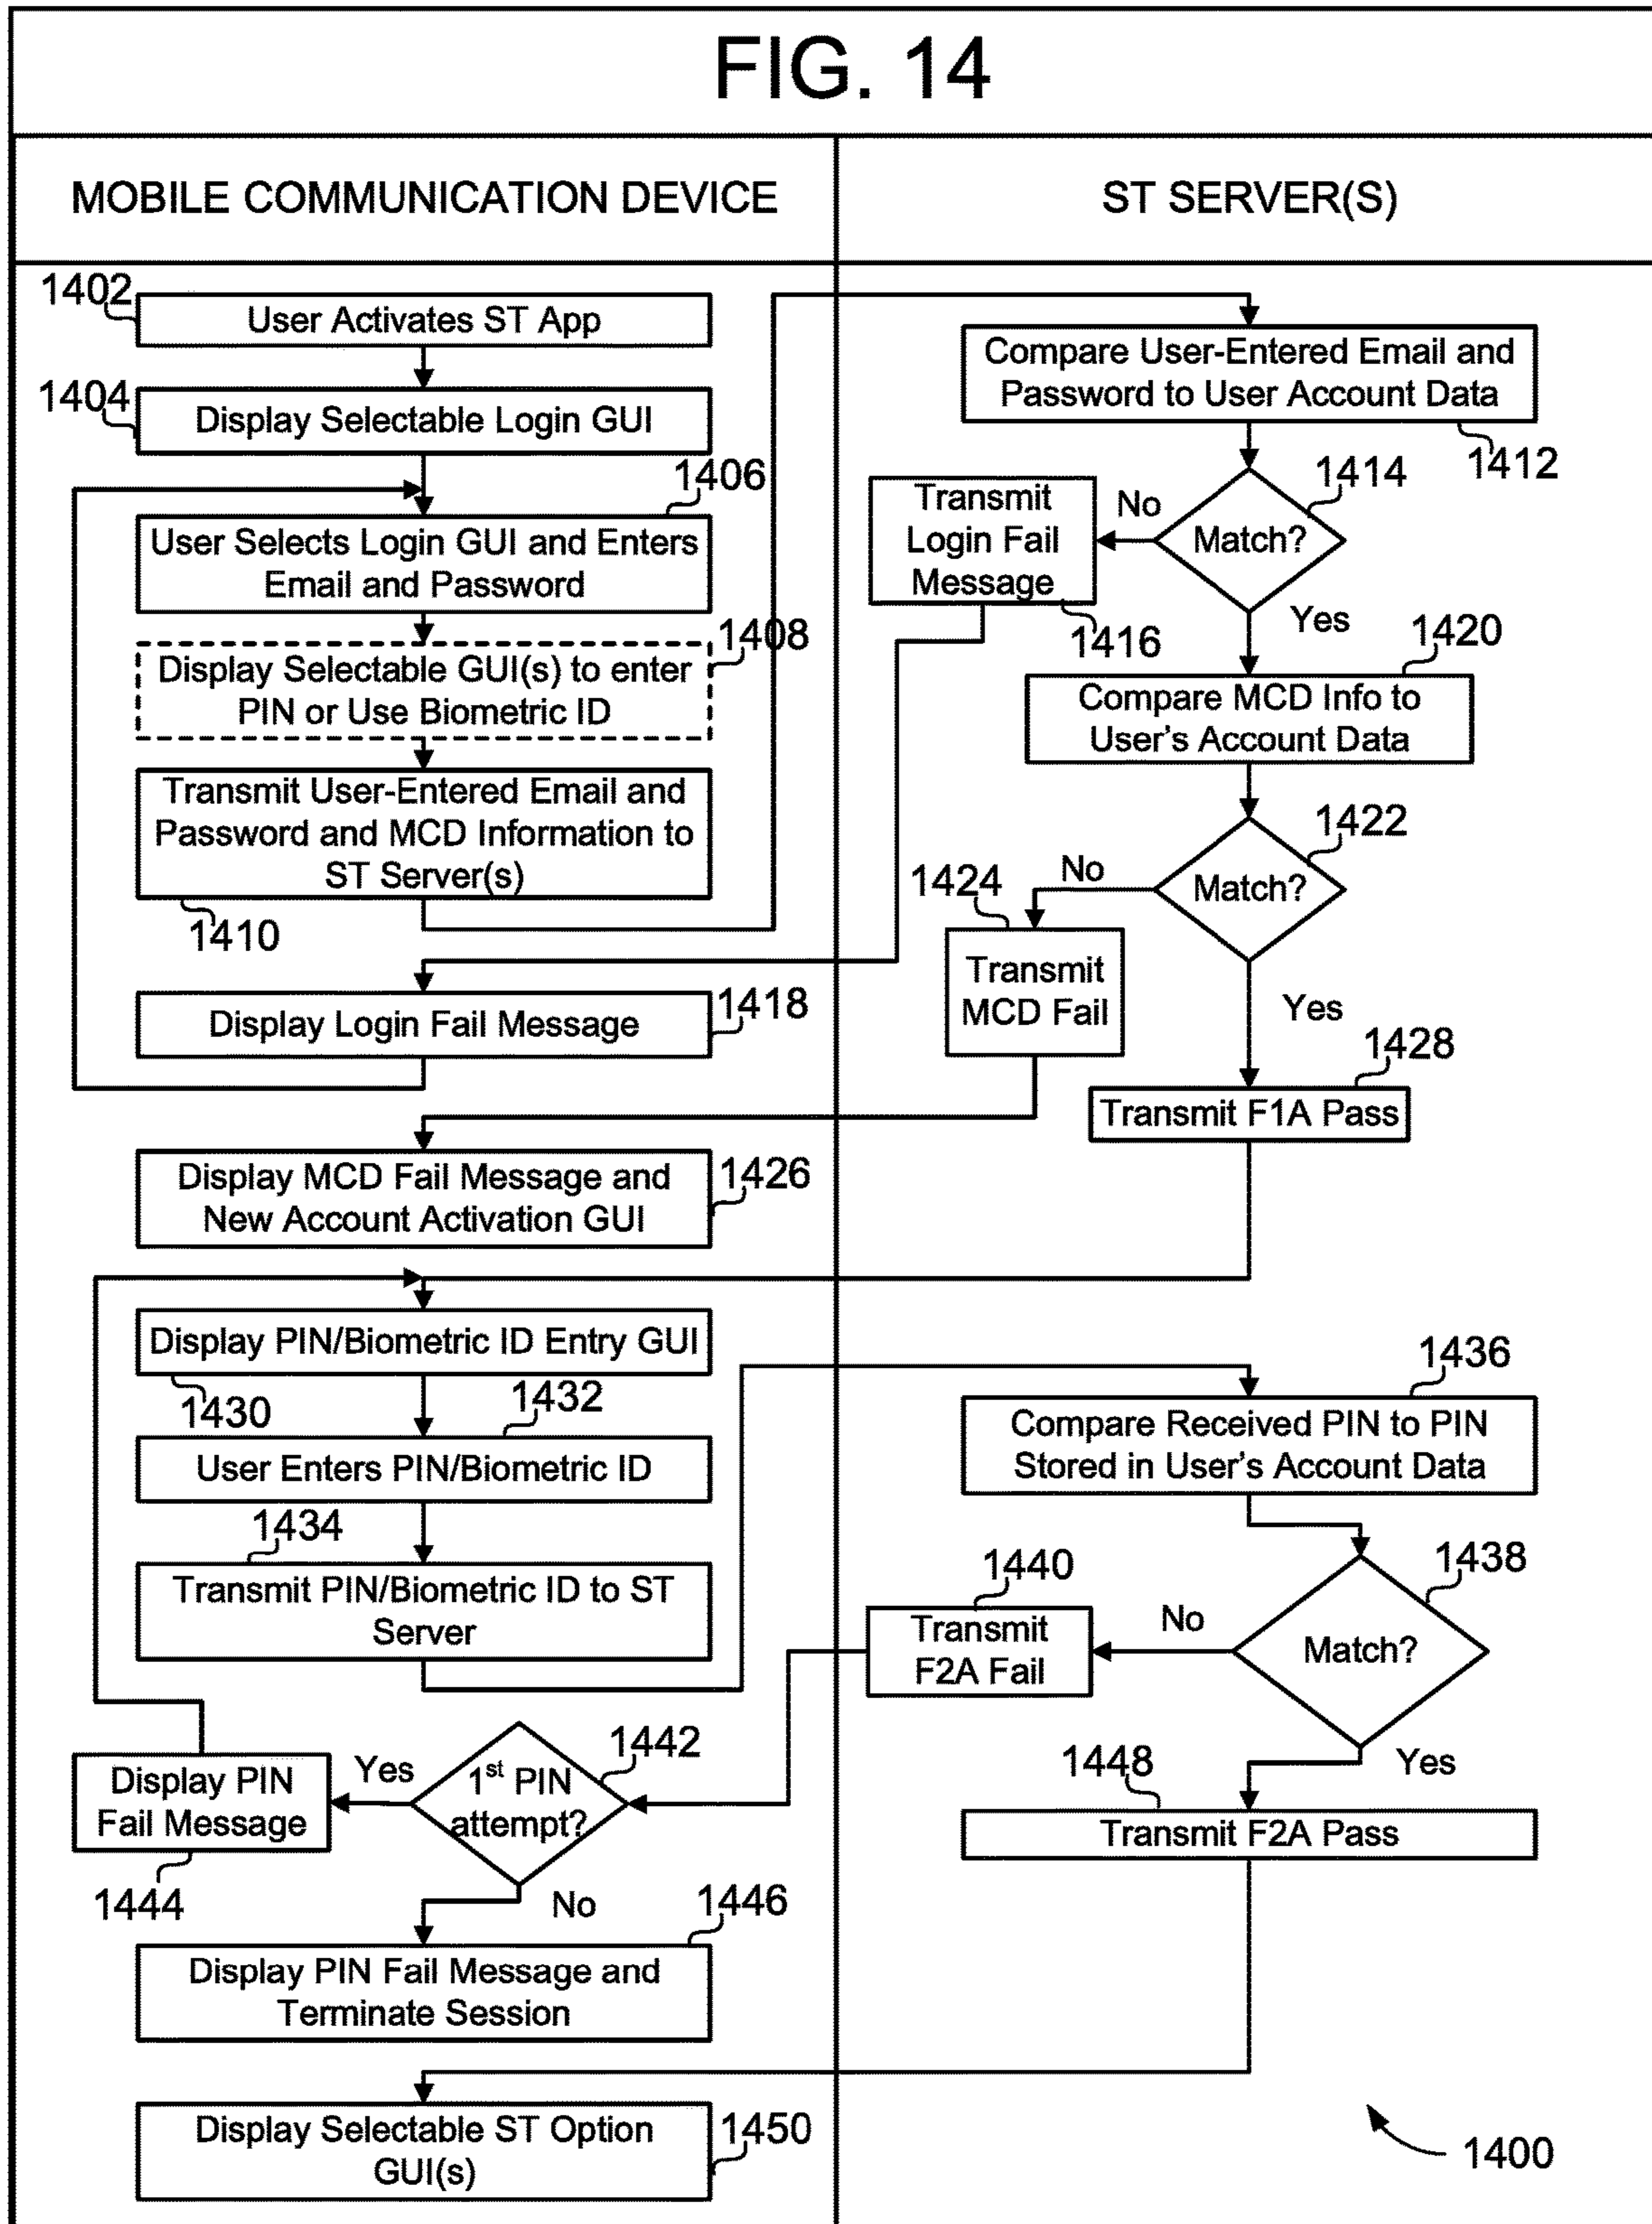 FIG. 14
MOBILE COMMUNICATION DEVICE
ST SERVER(S)
1402
User Activates ST App
1404
Display Selectable Login GUI
1406
User Selects Login GUI and Enters
Email and Password
1408
Display Selectable GUI(s) to enter
PIN or Use Biometric ID
Transmit User-Entered Email and
Password and MCD Information to
ST Server(s)
1410
Compare User-Entered Email and
Password to User Account Data
1412
1414
Match?
No
Yes
Transmit
Login Fail
Message
1416
Display Login Fail Message
1418
1420
Compare MCD Info to
User's Account Data
1422
Match?
No
Yes
1424
Transmit
MCD Fail
Display MCD Fail Message and
New Account Activation GUI
1426
1428
Transmit F1A Pass
Display PIN/Biometric ID Entry GUI
1430
1432
User Enters PIN/Biometric ID
1434
Transmit PIN/Biometric ID to ST
Server
1436
Compare Received PIN to PIN
Stored in User's Account Data
1438
Match?
No
Yes
1440
Transmit
F2A Fail
1442
1st PIN
attempt?
Yes
No
Display PIN
Fail Message
1444
1446
Display PIN Fail Message and
Terminate Session
1448
Transmit F2A Pass
Display Selectable ST Option
GUI(s)
1450
1400